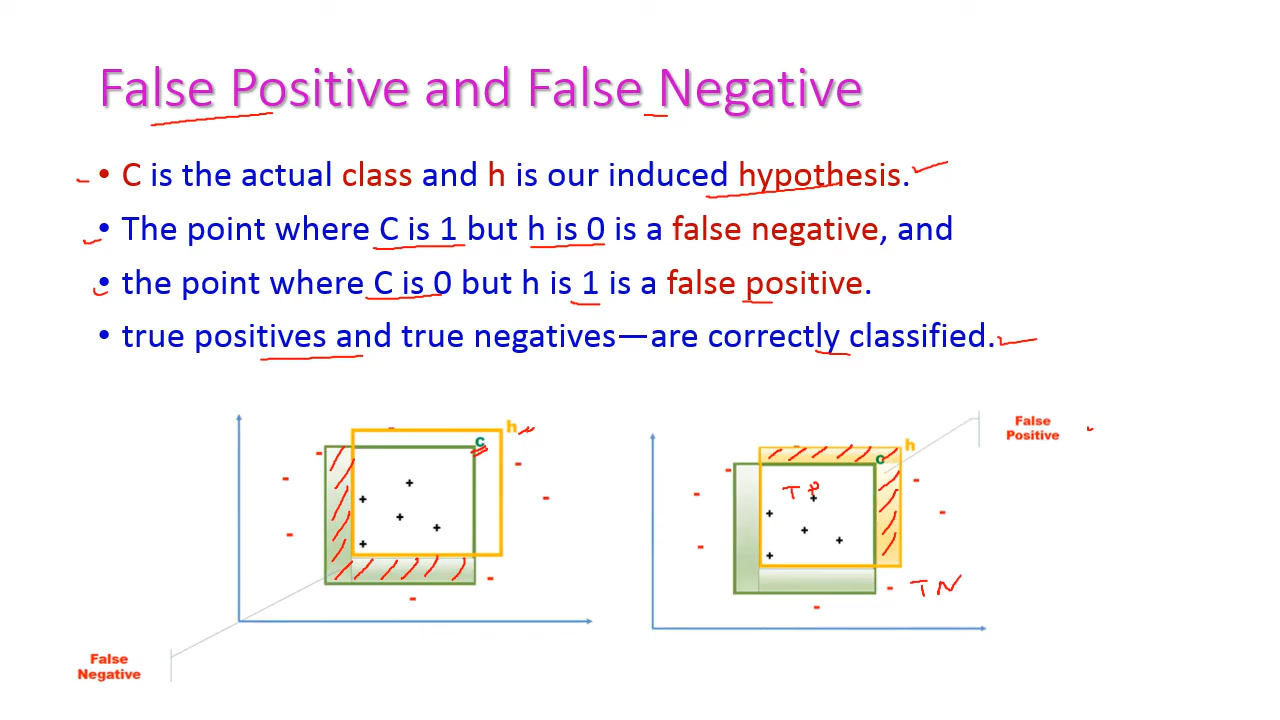 False Positive and False Negative
• C is the actual class and h is our induced hypothesis.
• The point where C is 1 but h is 0 is a false negative, and
• the point where C is 0 but h is 1 is a false positive.
• true positives and true negatives—are correctly classified.
h
C
False
Negative
False
Positive
h
C
TP
TN